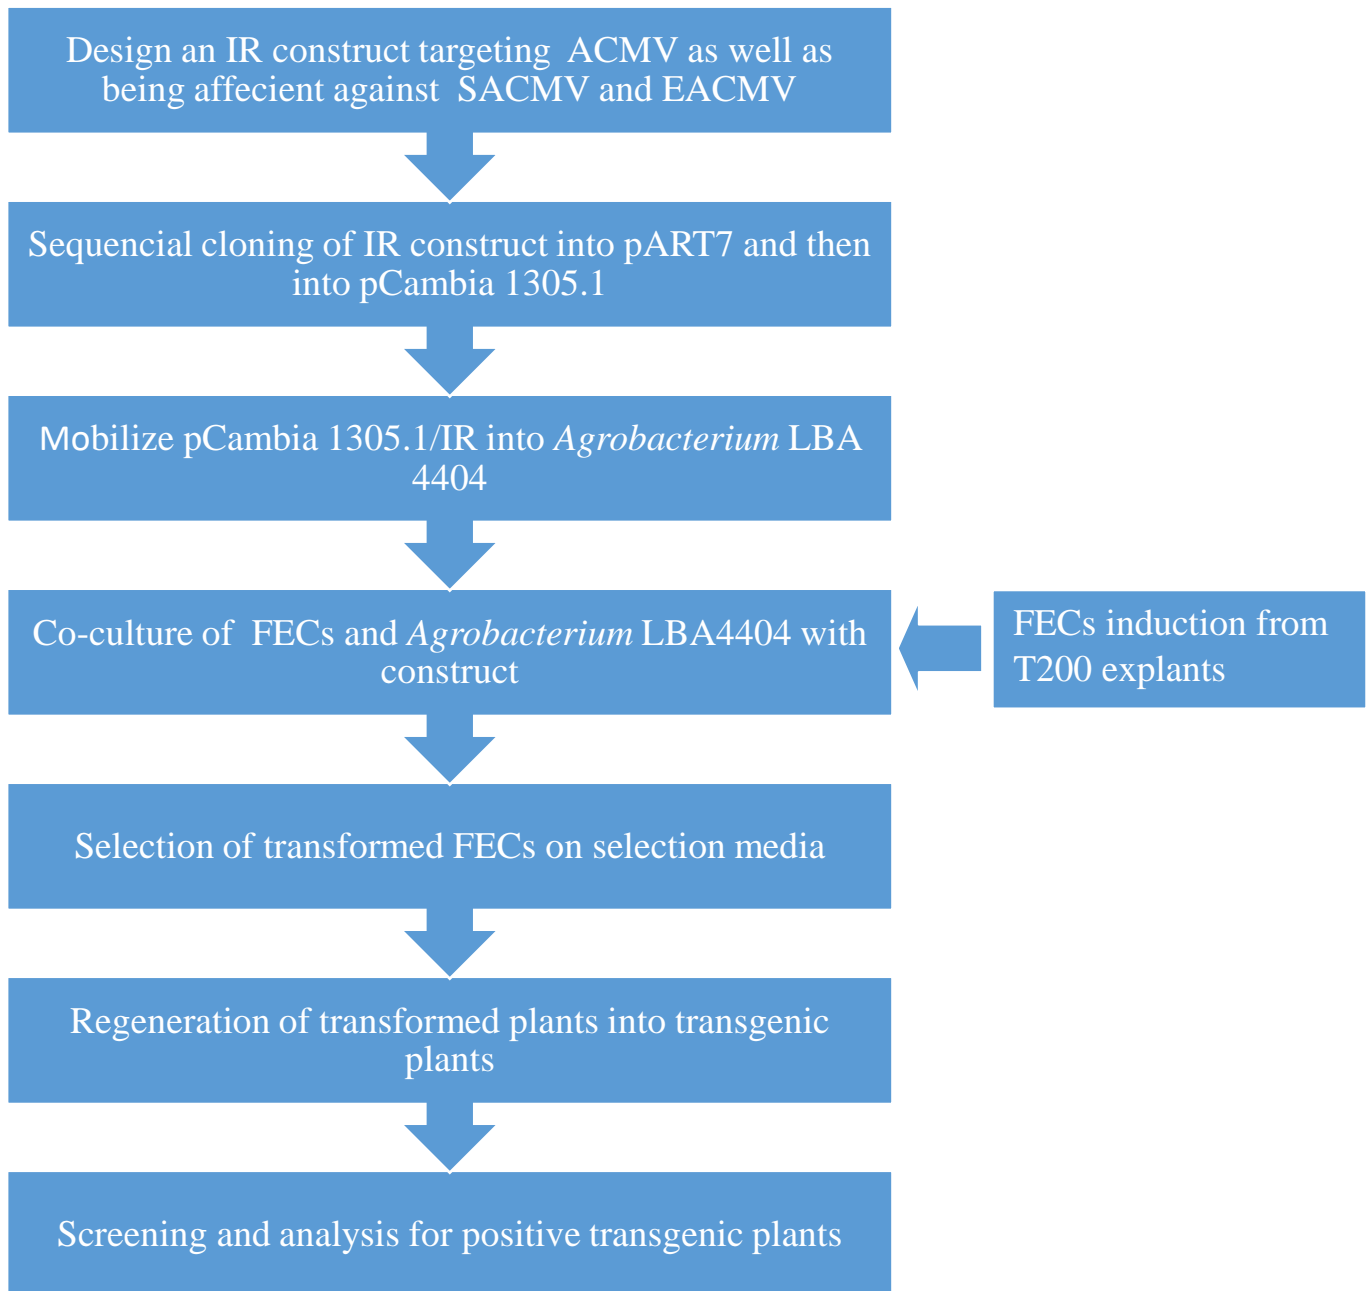 Design an IR construct targeting ACMV as well as
being affecient against SACMV and EACMV
Sequencial cloning of IR construct into pART7 and then
into pCambia 1305.1
Mobilize pCambia 1305.1/IR into Agrobacterium LBA
4404
Co-culture of FECs and Agrobacterium LBA4404 with
construct
FECs induction from
T200 explants
Selection of transformed FECs on selection media
Regeneration of transformed plants into transgenic
plants
Screening and analysis for positive transgenic plants